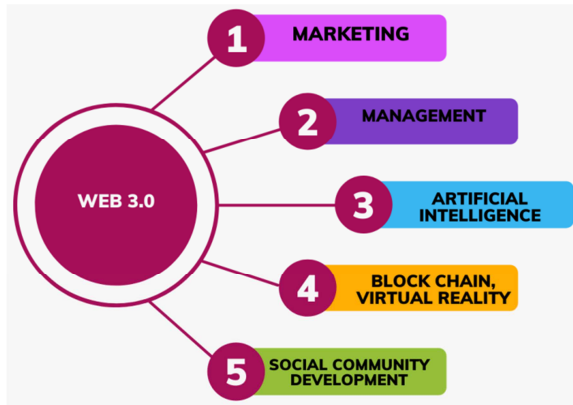 1
MARKETING
2
MANAGEMENT
WEB 3.0
3
ARTIFICIAL
INTELLIGENCE
4
BLOCK CHAIN,
VIRTUAL REALITY
5
SOCIAL COMMUNITY
DEVELOPMENT